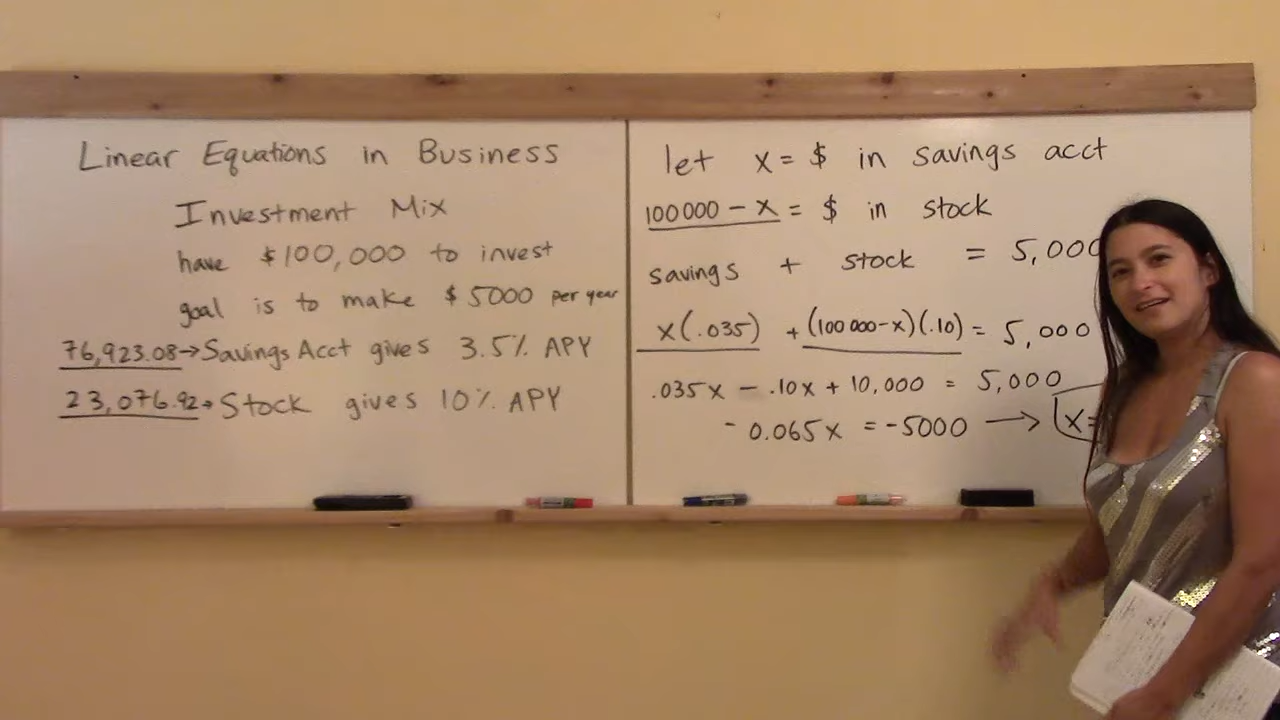 Linear Equations in Business
Investment Mix
have $100,000 to invest
goal is to make $5000 per year
76,923.08→Savings Acct gives 3.5% APY
23,076.92→Stock gives 10% APY
let x = $ in savings acct
100000 - x = $ in stock
savings + stock = 5,000
x(.035) + (100000-x)(.10) = 5,000
.035x - .10x + 10,000 = 5,000
-0.065x = -5000 → x=